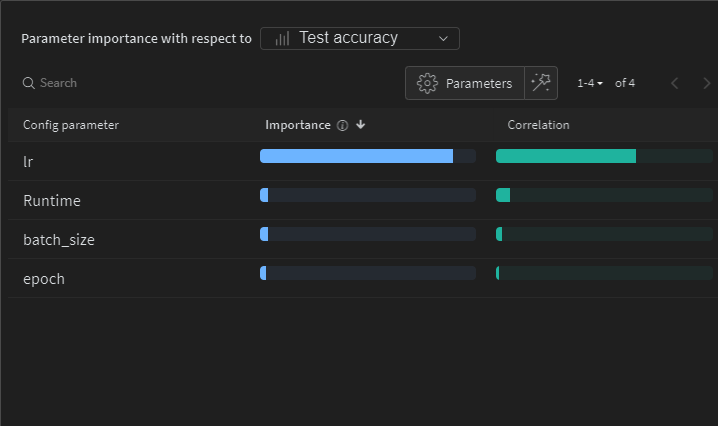 Parameter importance with respect to Test accuracy
Search Parameters 1-4 of 4
Config parameter Importance Correlation
lr
Runtime
batch_size
epoch